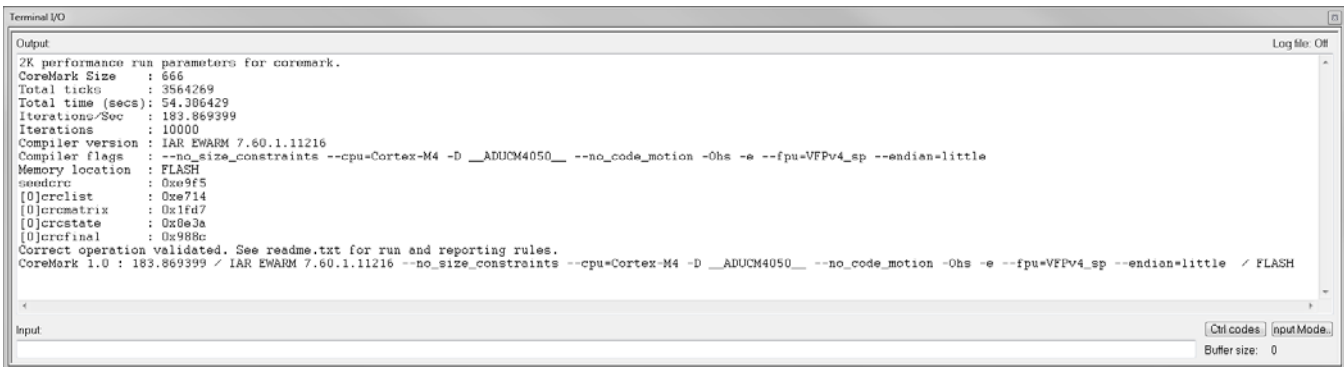 Terminal I/O
Output:
Log file: Off
2K performance run parameters for coremark.
CoreMark Size : 666
Total ticks : 3564269
Total time (secs): 54.386429
Iterations/Sec : 183.869399
Iterations : 10000
Compiler version : IAR EWARM 7.60.1.11216
Compiler flags : --no_size_constraints --cpu=Cortex-M4 -D __ADUCM4050__ --no_code_motion -Ohs -e --fpu=VFPv4_sp --endian=little
Memory location : FLASH
seedcrc : 0xe9f5
[0]crclist : 0xe714
[0]crcmatrix : 0x1fd7
[0]crcstate : 0x8e3a
[0]crcfinal : 0x988c
Correct operation validated. See readme.txt for run and reporting rules.
CoreMark 1.0 : 183.869399 / IAR EWARM 7.60.1.11216 --no_size_constraints --cpu=Cortex-M4 -D __ADUCM4050__ --no_code_motion -Ohs -e --fpu=VFPv4_sp --endian=little / FLASH
Input:
Ctrl codes
nput Mode..
Buffer size: 0